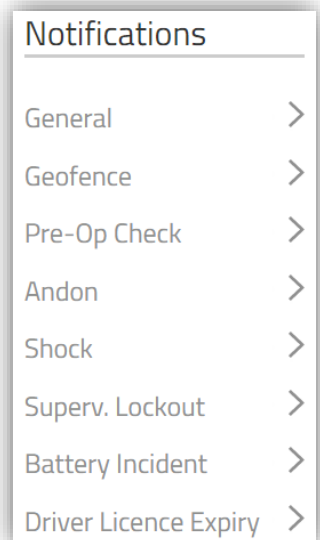 Notifications
General
Geofence
Pre-Op Check
Andon
Shock
Superv. Lockout
Battery Incident
Driver Licence Expiry